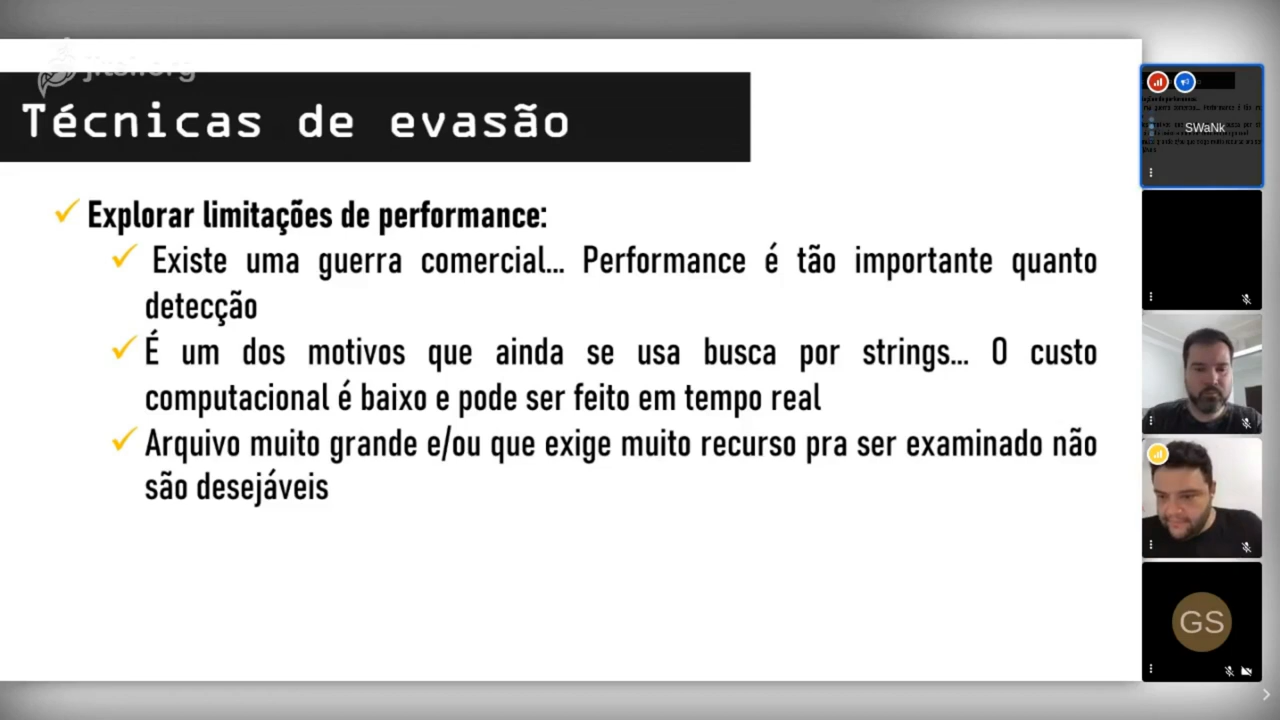 jitsi.org
Técnicas de evasão
Explorar limitações de performance:
Existe uma guerra comercial... Performance é tão importante quanto
detecção
É um dos motivos que ainda se usa busca por strings... O custo
computacional é baixo e pode ser feito em tempo real
Arquivo muito grande e/ou que exige muito recurso pra ser examinado não
são desejáveis
SWaNk
GS